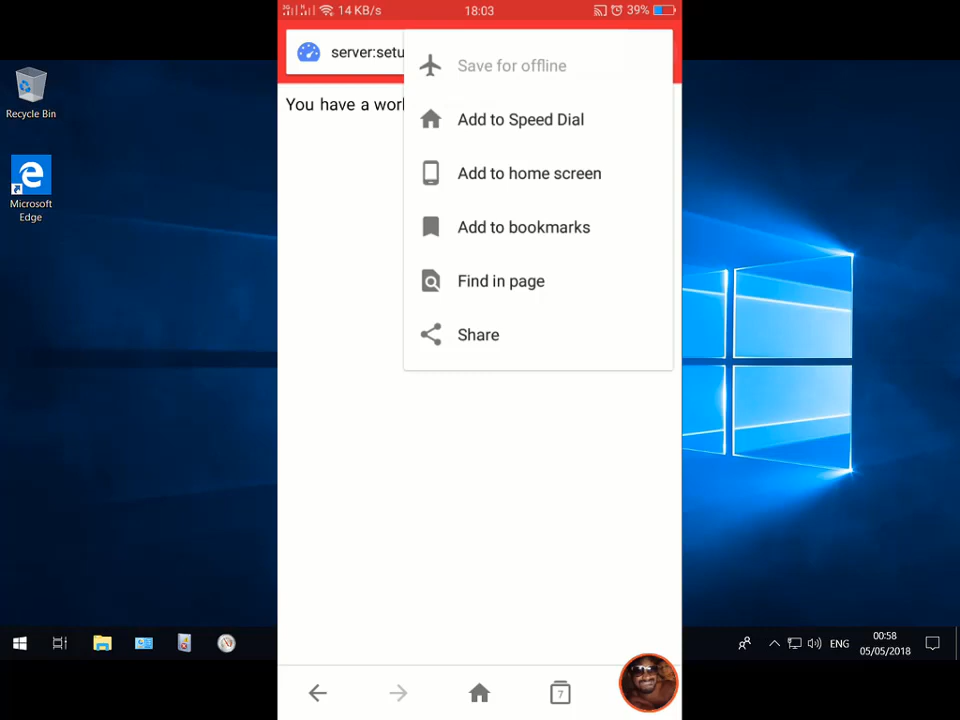 14 KB/s
18:03
39%
server:setu
Save for offline
You have a wor
Add to Speed Dial
Add to home screen
Add to bookmarks
Find in page
Share
Recycle Bin
Microsoft
Edge
7
ENG
00:58
05/05/2018